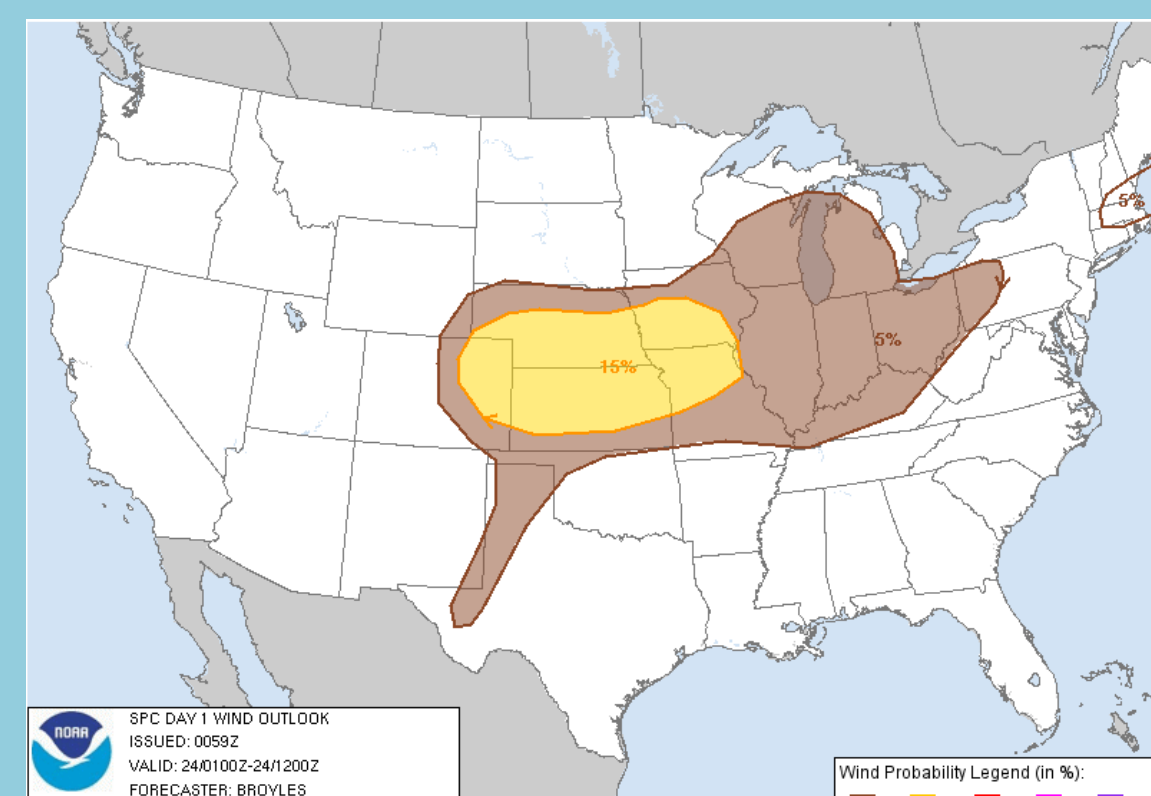 5%
5%
15%
NOAA
SPC DAY 1 WIND OUTLOOK
ISSUED: 0059Z
VALID: 24/0100Z-24/1200Z
FORECASTER: BROYLES
Wind Probability Legend (in %):